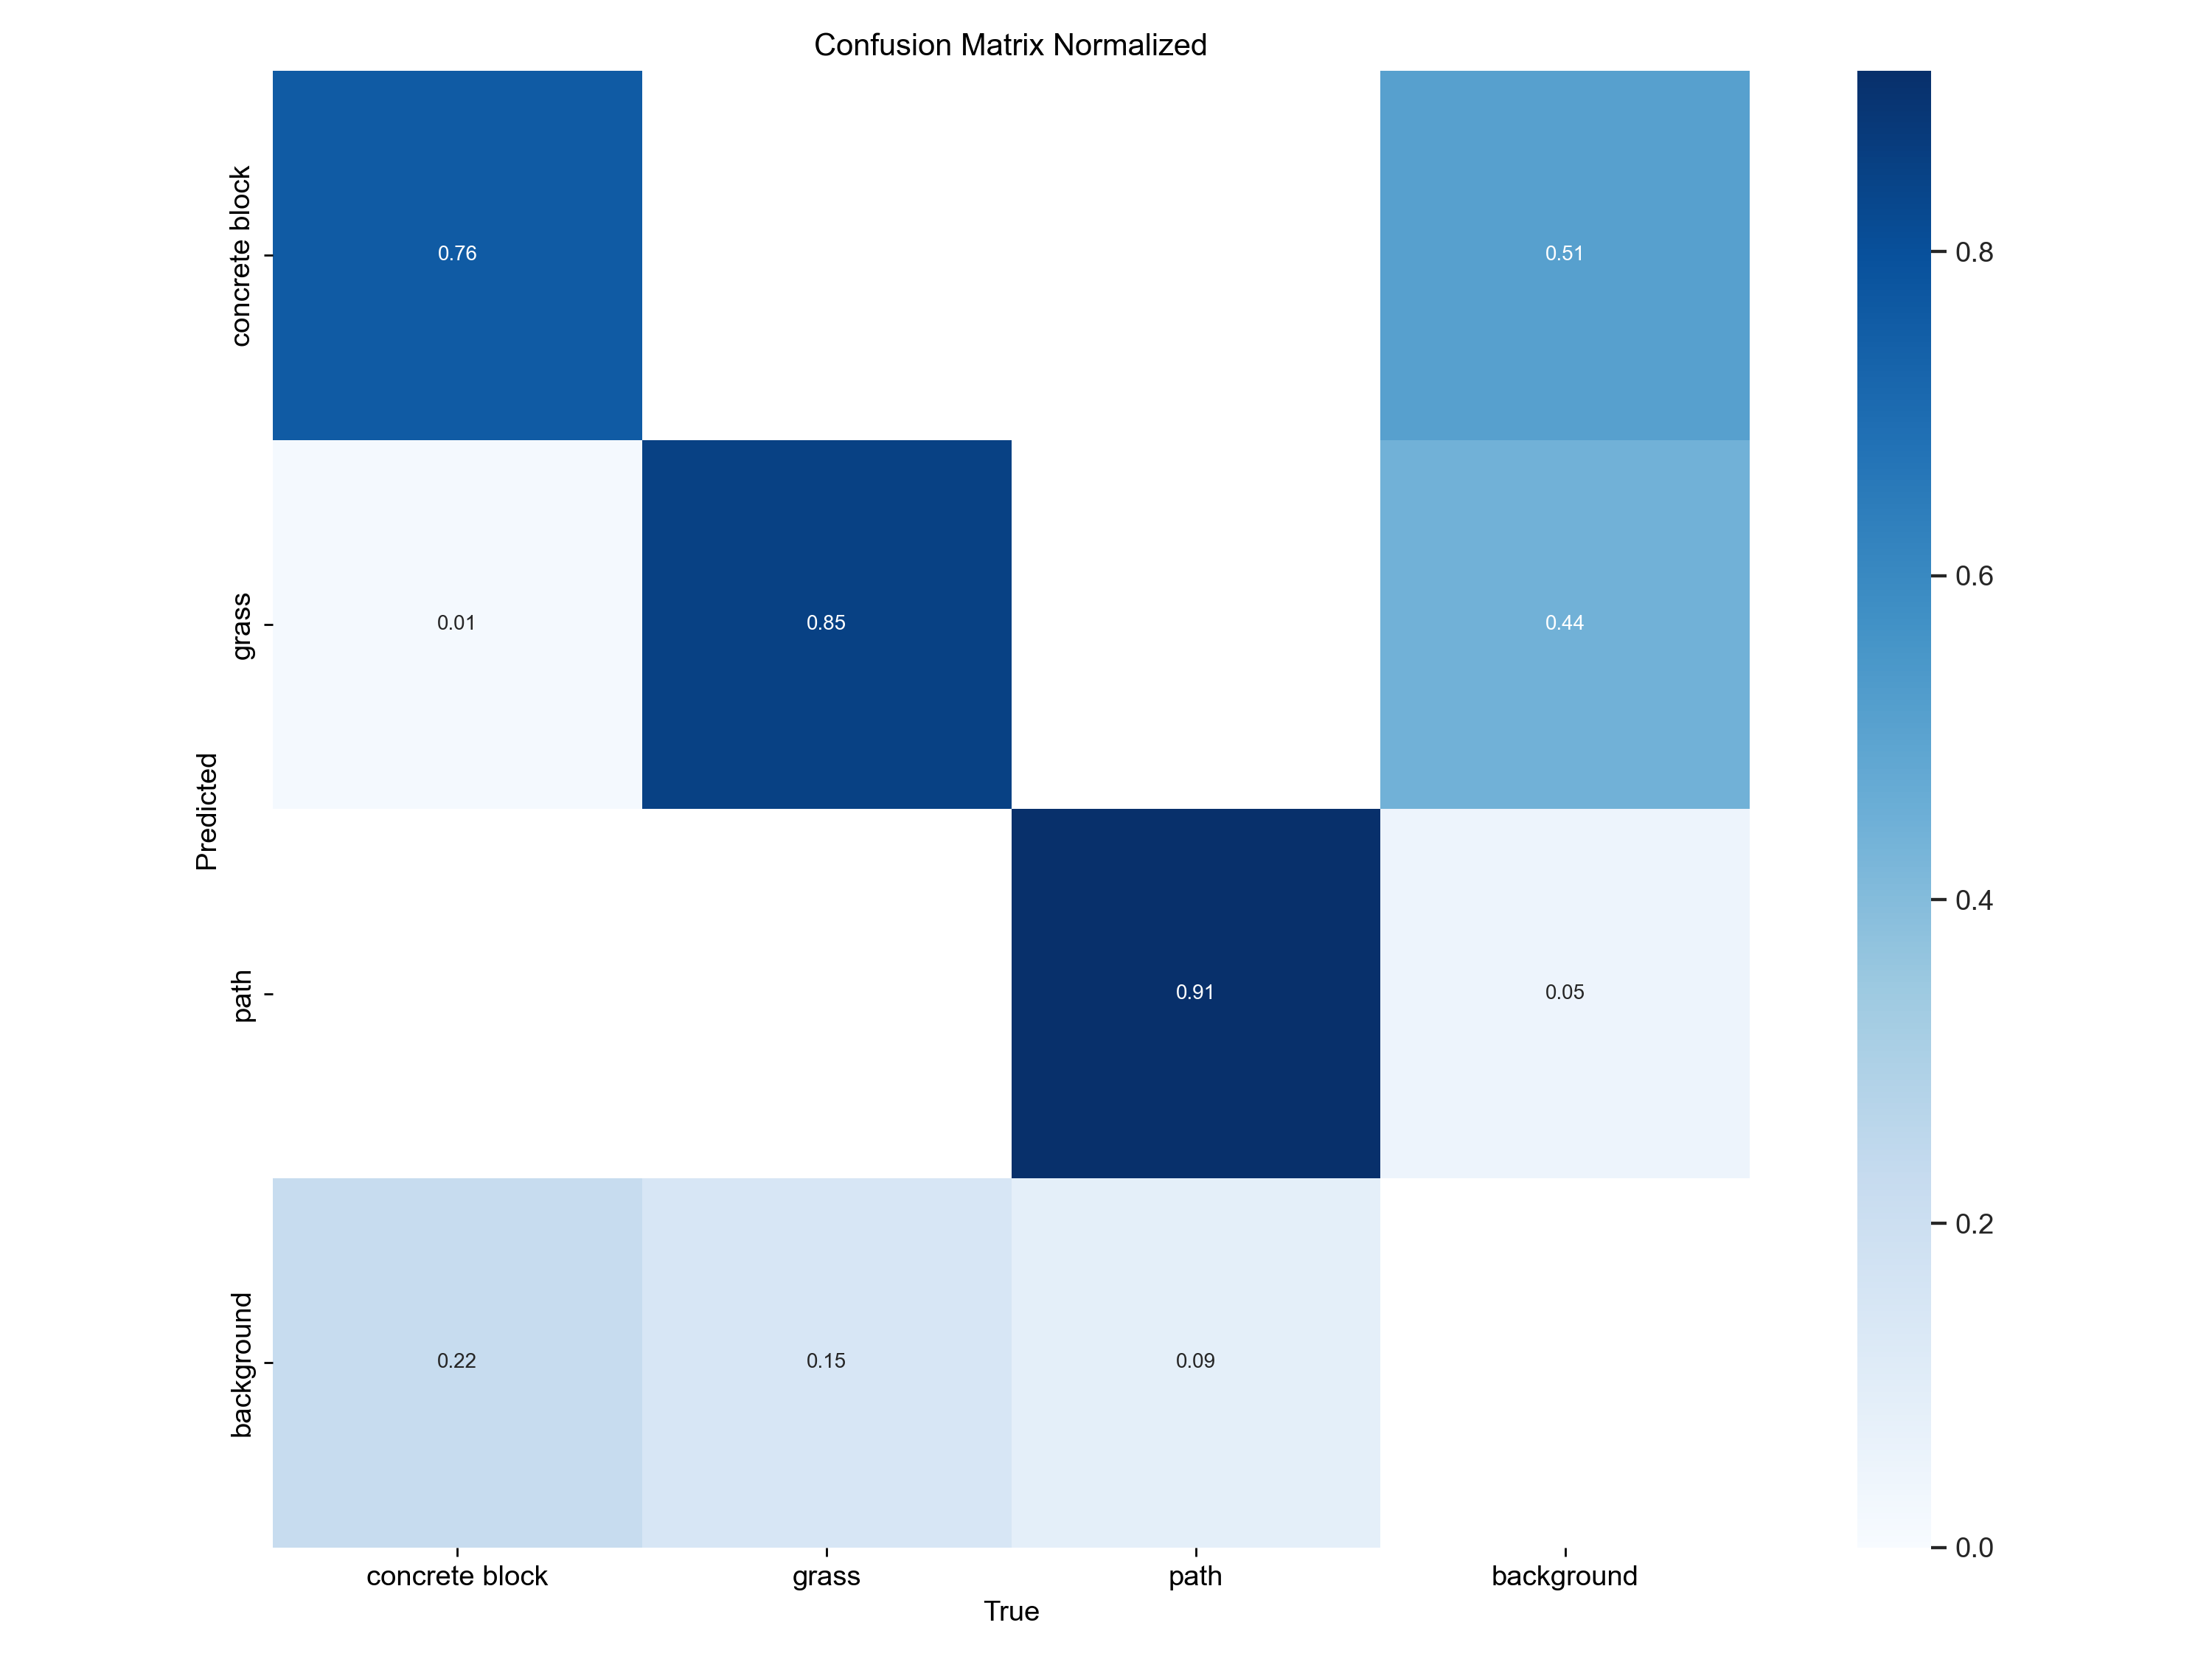 Confusion Matrix Normalized
concrete block
0.76
0.51
grass
0.01
0.85
0.44
path
0.91
0.05
background
0.22
0.15
0.09
Predicted
concrete block
grass
path
background
True
0.8
0.6
0.4
0.2
0.0